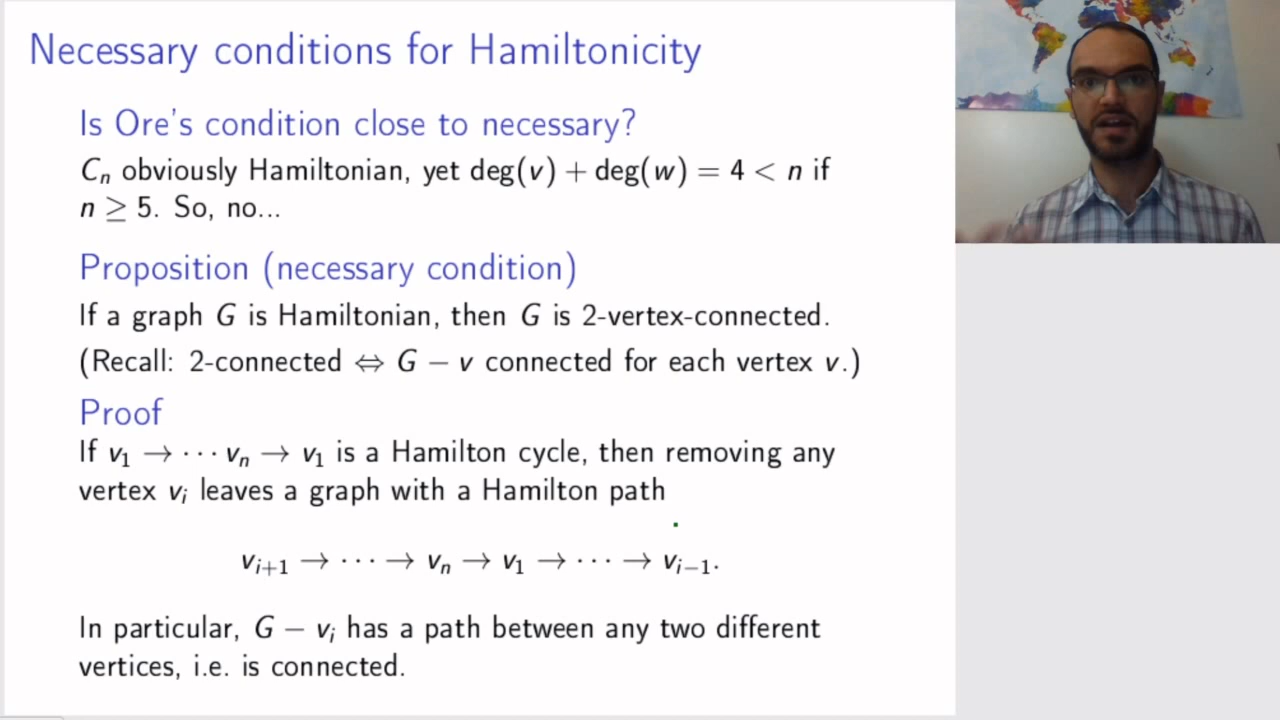 Necessary conditions for Hamiltonicity
Is Ore's condition close to necessary?
Cₙ obviously Hamiltonian, yet deg(v) + deg(w) = 4 < n if
n ≥ 5. So, no...
Proposition (necessary condition)
If a graph G is Hamiltonian, then G is 2-vertex-connected.
(Recall: 2-connected ⇔ G − v connected for each vertex v.)
Proof
If v₁ → ⋯ vₙ → v₁ is a Hamilton cycle, then removing any
vertex vᵢ leaves a graph with a Hamilton path
vᵢ₊₁ → ⋯ → vₙ → v₁ → ⋯ → vᵢ₋₁.
In particular, G − vᵢ has a path between any two different
vertices, i.e. is connected.